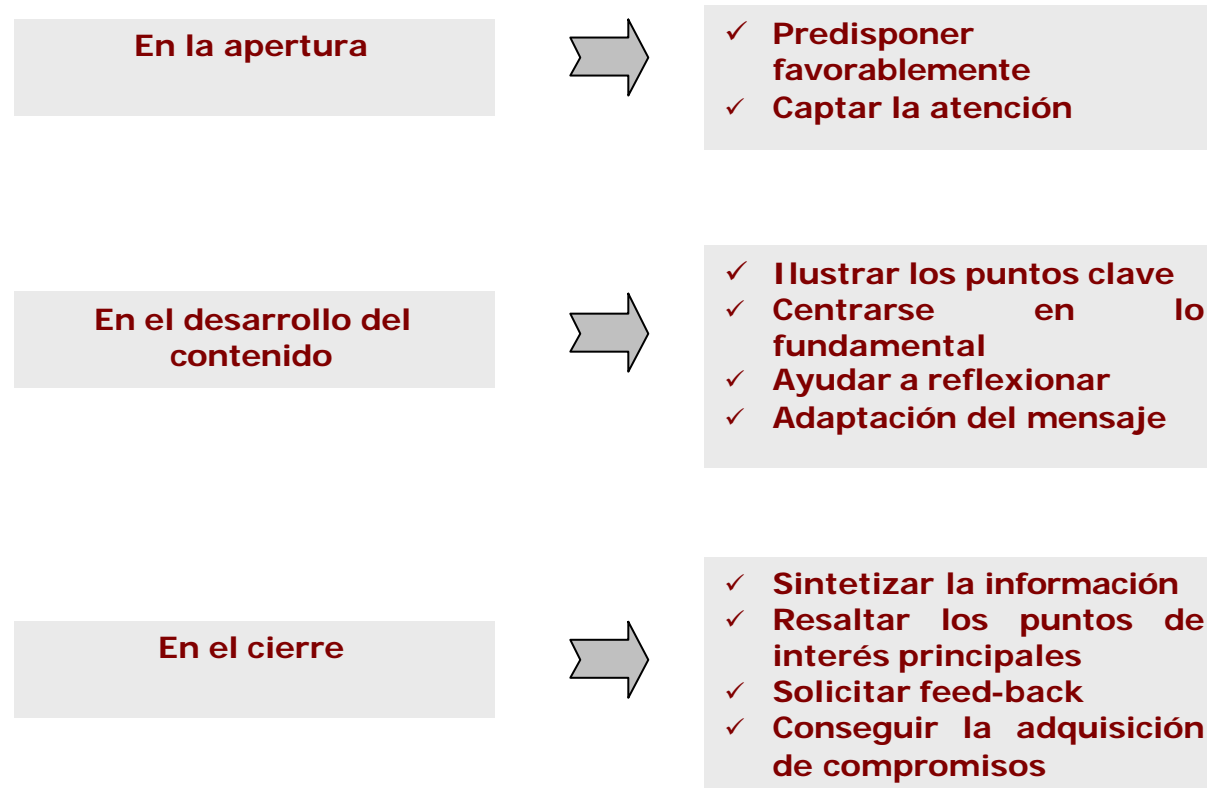 En la apertura
✓ Predisponer
favorablemente
✓ Captar la atención
En el desarrollo del
contenido
✓ Ilustrar los puntos clave
✓ Centrarse en lo
fundamental
✓ Ayudar a reflexionar
✓ Adaptación del mensaje
En el cierre
✓ Sintetizar la información
✓ Resaltar los puntos de
interés principales
✓ Solicitar feed-back
✓ Conseguir la adquisición
de compromisos